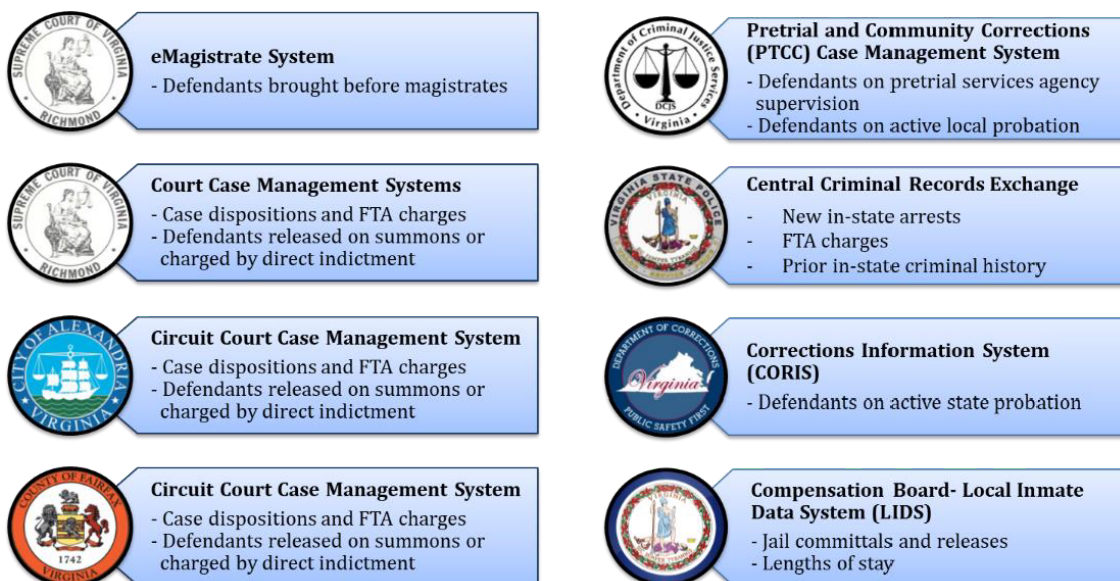 SUPREME COURT OF VIRGINIA
RICHMOND
eMagistrate System
- Defendants brought before magistrates
SUPREME COURT OF VIRGINIA
RICHMOND
Court Case Management Systems
- Case dispositions and FTA charges
- Defendants released on summons or
charged by direct indictment
CITY OF ALEXANDRIA
VIRGINIA
Circuit Court Case Management System
- Case dispositions and FTA charges
- Defendants released on summons or
charged by direct indictment
COUNTY OF FAIRFAX
1742
VIRGINIA
Circuit Court Case Management System
- Case dispositions and FTA charges
- Defendants released on summons or
charged by direct indictment
Department of Criminal Justice Services
DCJS
Virginia
Pretrial and Community Corrections
(PTCC) Case Management System
- Defendants on pretrial services agency
supervision
- Defendants on active local probation
VIRGINIA STATE POLICE
VIRGINIA
Central Criminal Records Exchange
- New in-state arrests
- FTA charges
- Prior in-state criminal history
DEPARTMENT OF CORRECTIONS
Virginia
PUBLIC SAFETY FIRST
Corrections Information System
(CORIS)
- Defendants on active state probation
VIRGINIA
Compensation Board- Local Inmate
Data System (LIDS)
- Jail committals and releases
- Lengths of stay